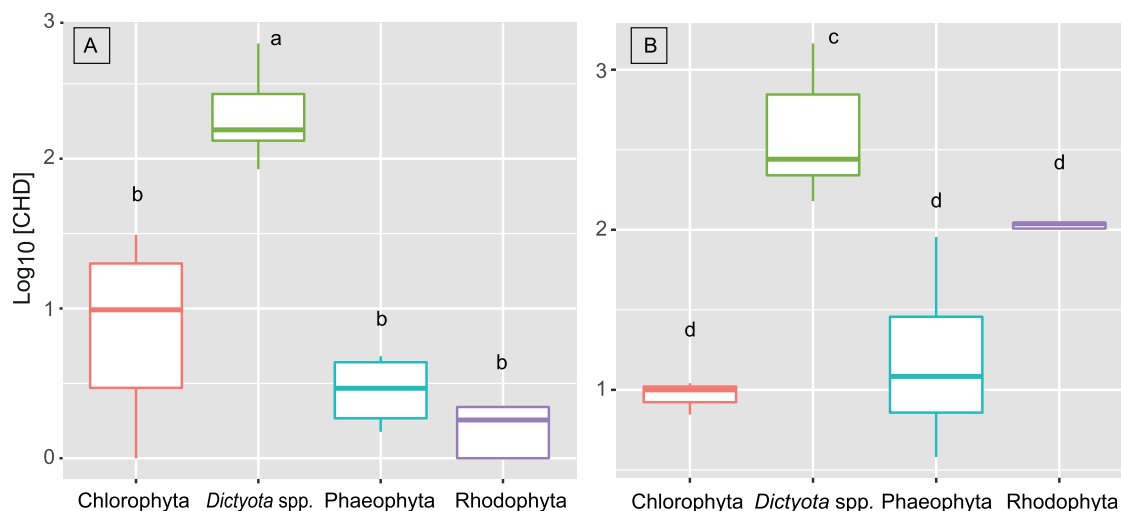 A
B
Log10 [CHD]
3
2
1
0
a
b
b
b
Chlorophyta Dictyota spp. Phaeophyta Rhodophyta
3
2
1
c
d
d
d
Chlorophyta Dictyota spp. Phaeophyta Rhodophyta